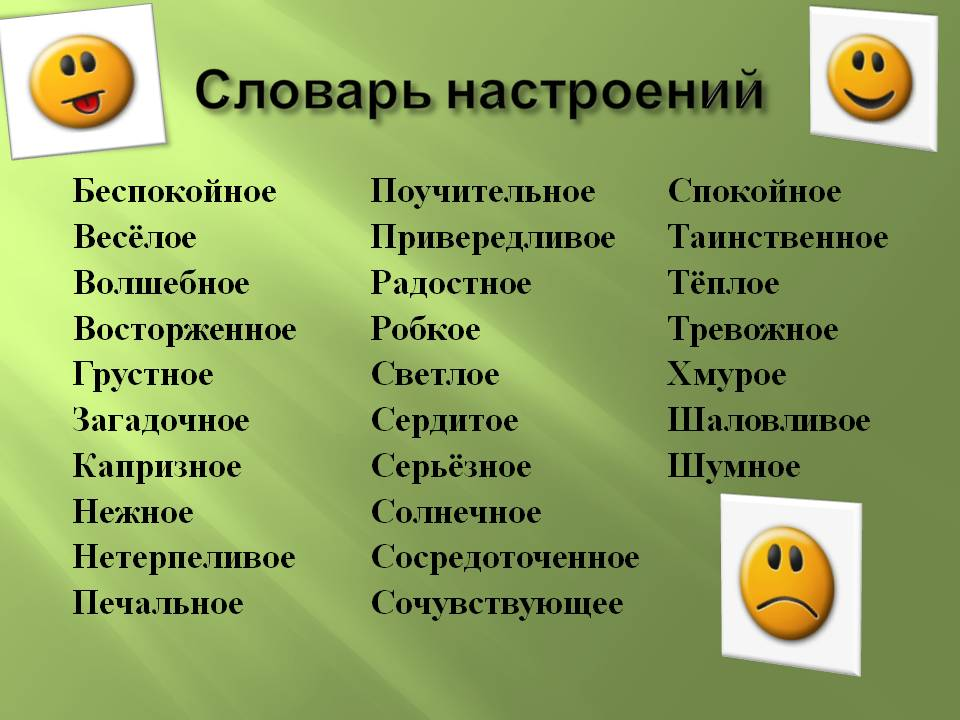 Словарь настроений
Беспокойное
Весёлое
Волшебное
Восторженное
Грустное
Загадочное
Капризное
Нежное
Нетерпеливое
Печальное
Поучительное
Привередливое
Радостное
Робкое
Светлое
Сердитое
Серьёзное
Солнечное
Сосредоточенное
Сочувствующее
Спокойное
Таинственное
Тёплое
Тревожное
Хмурое
Шаловливое
Шумное